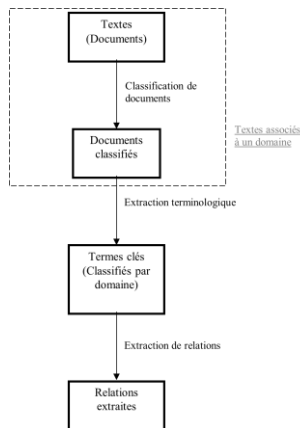 Textes
(Documents)
Classification de
documents
Textes associés
à un domaine
Documents
classifiés
Extraction terminologique
Termes clés
(Classifiés par
domaine)
Extraction de relations
Relations
extraites